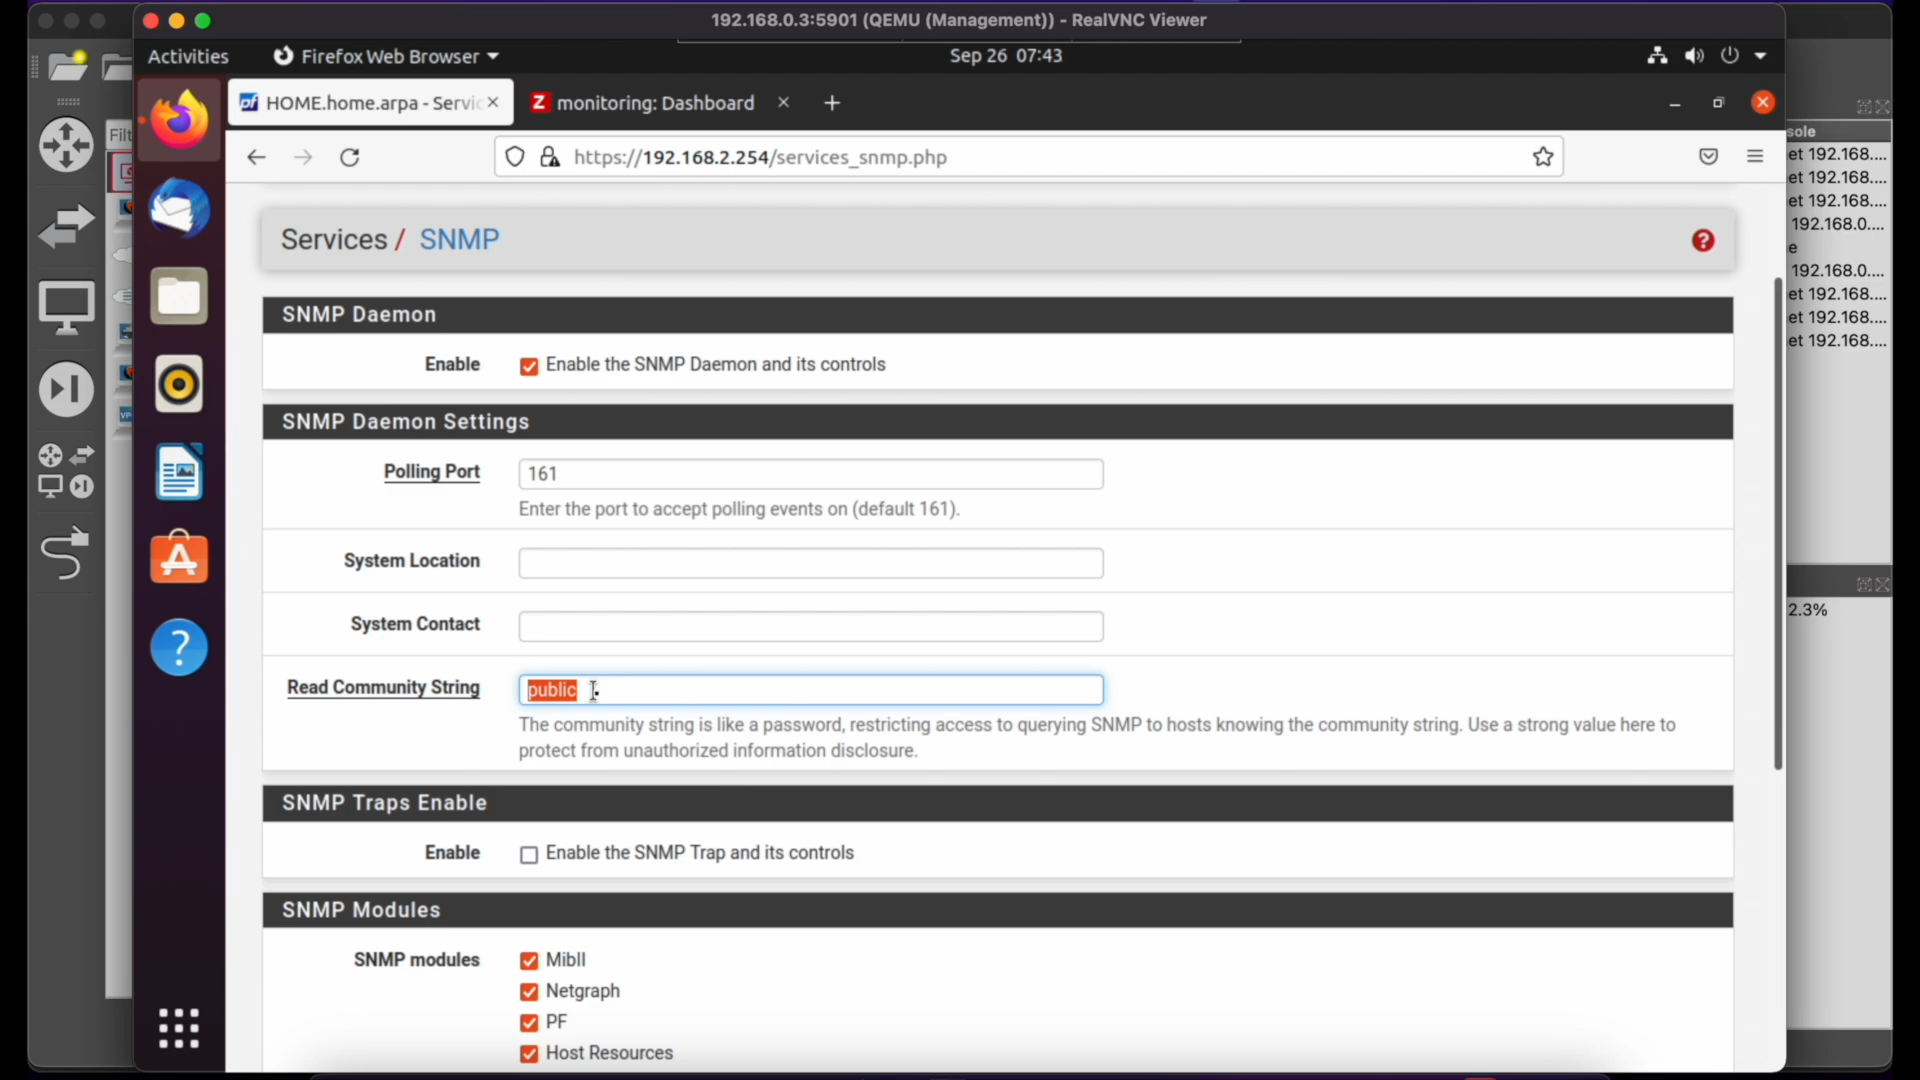 192.168.0.3:5901 (QEMU (Management)) - RealVNC Viewer
Activities
Firefox Web Browser
Sep 26 07:43
HOME.home.arpa - Servic
Z monitoring: Dashboard
https://192.168.2.254/services_snmp.php
Services / SNMP
SNMP Daemon
Enable
Enable the SNMP Daemon and its controls
SNMP Daemon Settings
Polling Port
161
Enter the port to accept polling events on (default 161).
System Location
System Contact
Read Community String
public
The community string is like a password, restricting access to querying SNMP to hosts knowing the community string. Use a strong value here to
protect from unauthorized information disclosure.
SNMP Traps Enable
Enable
Enable the SNMP Trap and its controls
SNMP Modules
SNMP modules
MibII
Netgraph
PF
Host Resources
Filt
sole
et 192.168....
et 192.168....
et 192.168....
192.168.0....
e
192.168.0....
et 192.168....
et 192.168....
et 192.168....
2.3%